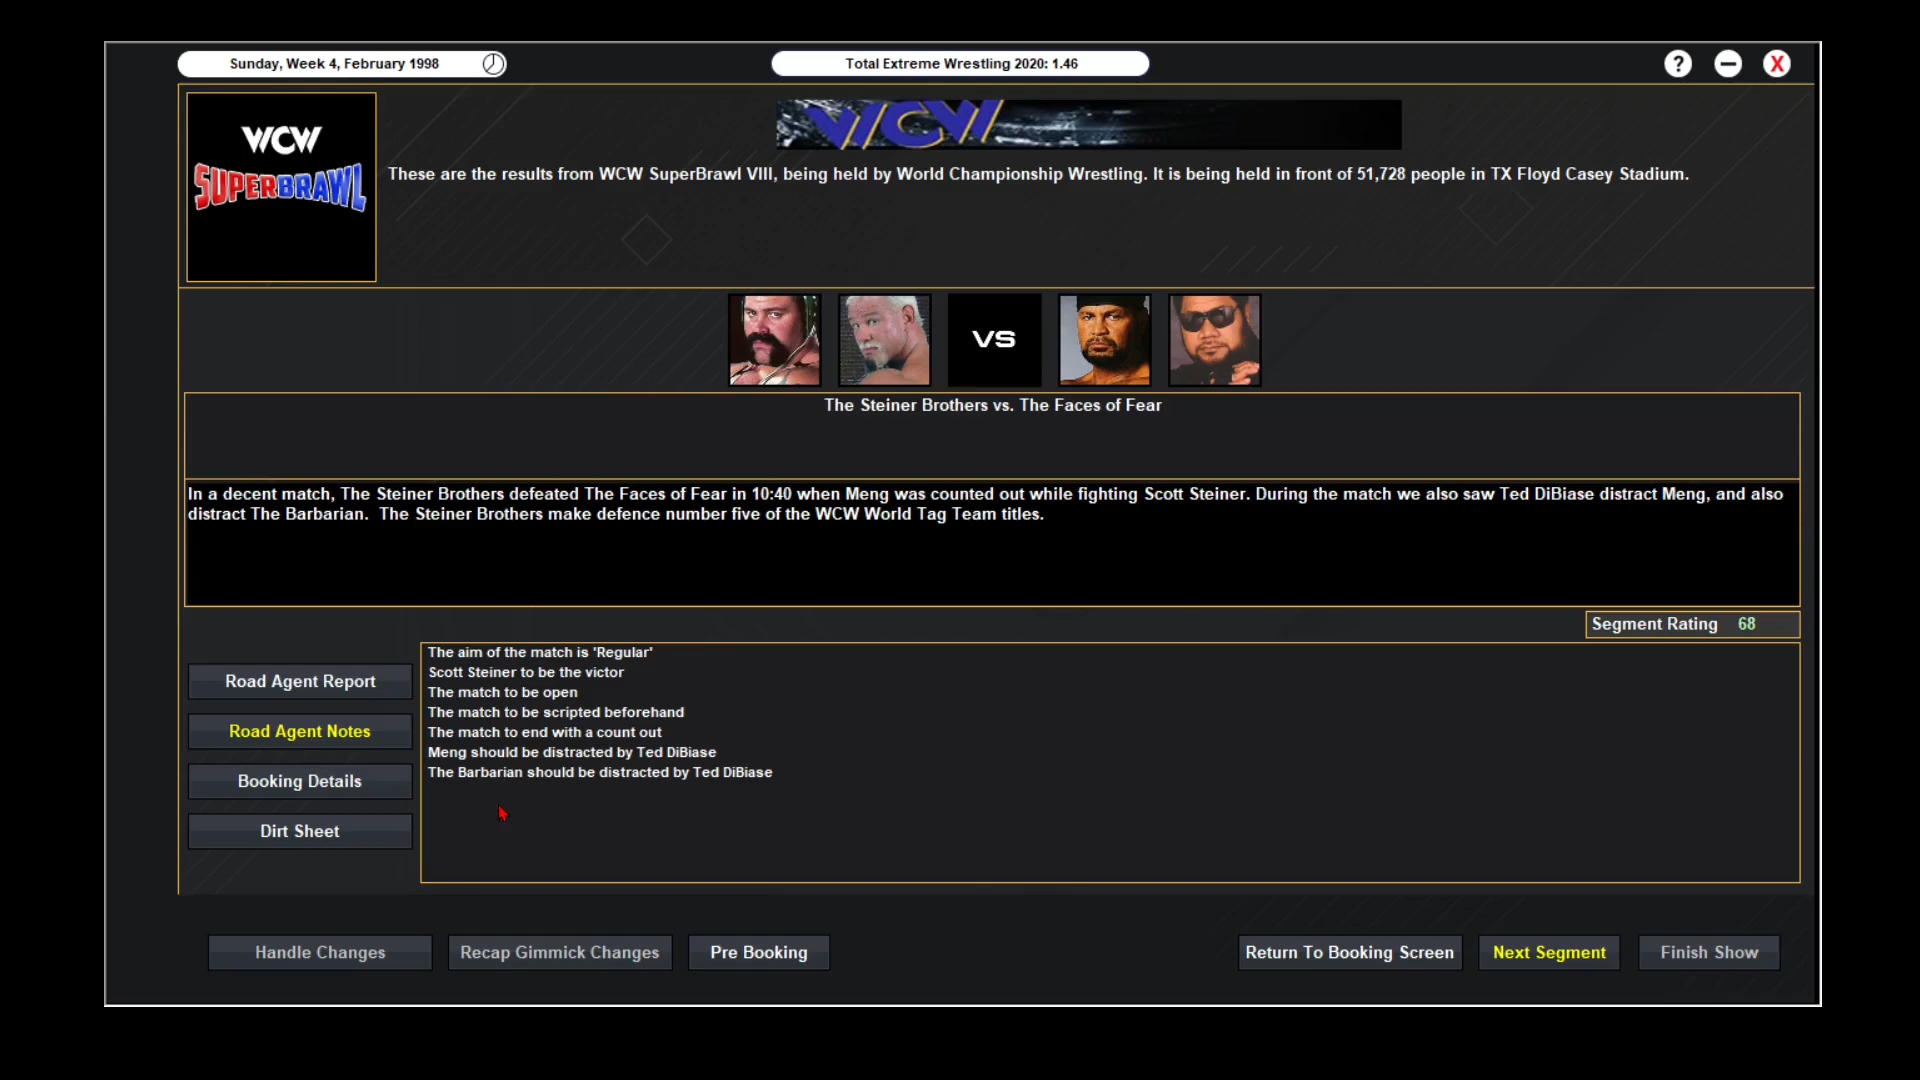 Sunday, Week 4, February 1998
Total Extreme Wrestling 2020: 1.46
?
X
WCW
SUPERBRAWL
WCW
These are the results from WCW SuperBrawl VIII, being held by World Championship Wrestling. It is being held in front of 51,728 people in TX Floyd Casey Stadium.
VS
The Steiner Brothers vs. The Faces of Fear
In a decent match, The Steiner Brothers defeated The Faces of Fear in 10:40 when Meng was counted out while fighting Scott Steiner. During the match we also saw Ted DiBiase distract Meng, and also
distract The Barbarian.  The Steiner Brothers make defence number five of the WCW World Tag Team titles.
Segment Rating 68
Road Agent Report
Road Agent Notes
Booking Details
Dirt Sheet
The aim of the match is 'Regular'
Scott Steiner to be the victor
The match to be open
The match to be scripted beforehand
The match to end with a count out
Meng should be distracted by Ted DiBiase
The Barbarian should be distracted by Ted DiBiase
Handle Changes
Recap Gimmick Changes
Pre Booking
Return To Booking Screen
Next Segment
Finish Show